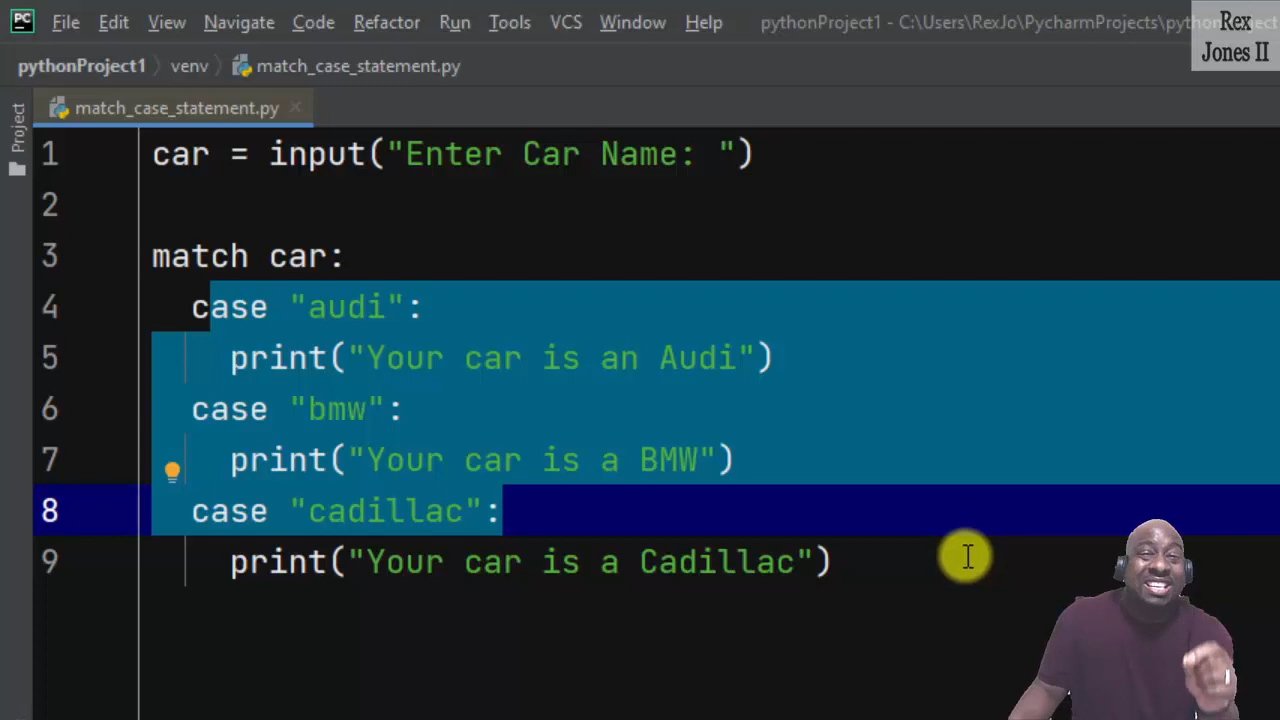 PC File Edit View Navigate Code Refactor Run Tools VCS Window Help pythonProject1 - C:\Users\RexJo\PycharmProjects\python
Rex
Jones II
pythonProject1 venv match_case_statement.py
match_case_statement.py
Project
1 car = input("Enter Car Name: ")
2
3 match car:
4 case "audi":
5 print("Your car is an Audi")
6 case "bmw":
7 print("Your car is a BMW")
8 case "cadillac":
9 print("Your car is a Cadillac")